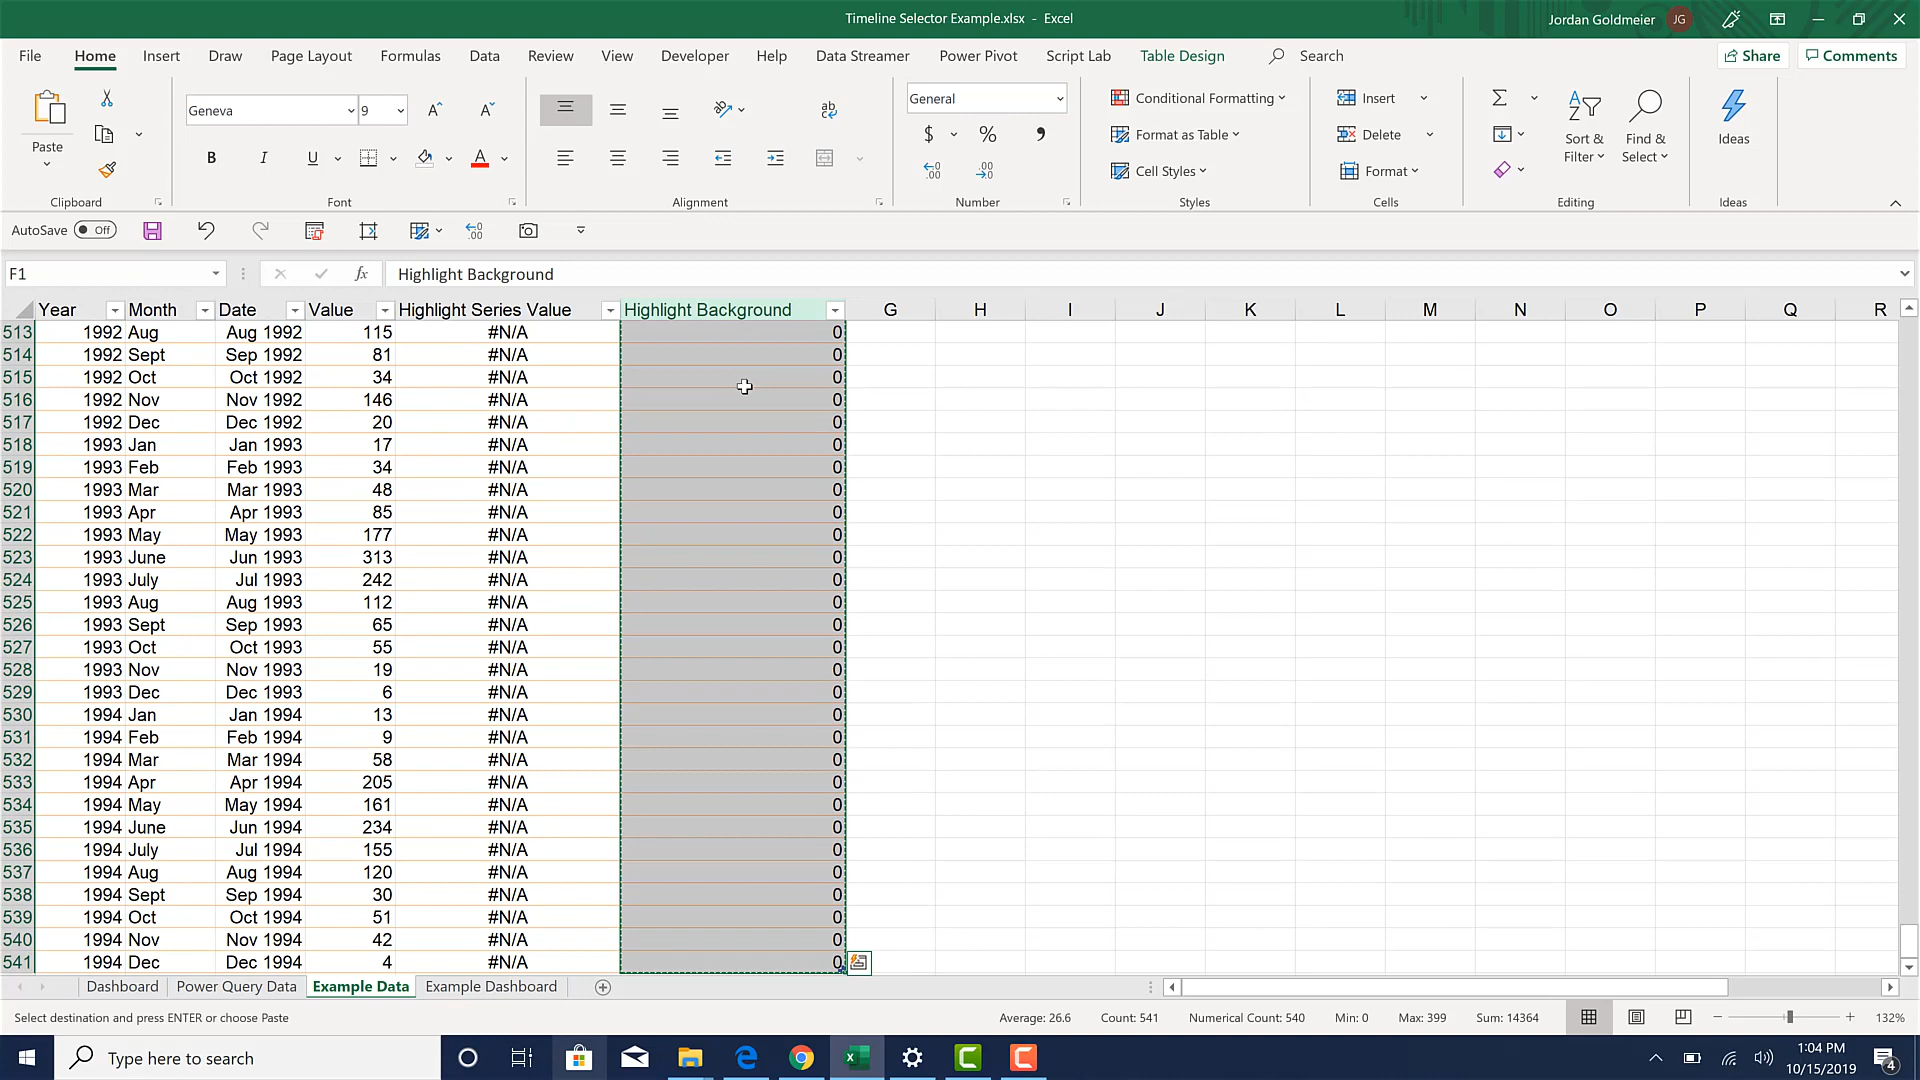 Timeline Selector Example.xlsx - Excel
Jordan Goldmeier JG
File Home Insert Draw Page Layout Formulas Data Review View Developer Help Data Streamer Power Pivot Script Lab Table Design Search Share Comments
Paste
Clipboard
Geneva 9
B I U A
Font
ab
Alignment
General
$ % 9
Number
Conditional Formatting
Format as Table
Cell Styles
Styles
Insert
Delete
Format
Cells
Sort & Filter
Find & Select
Editing
Ideas
Ideas
AutoSave Off
F1 fx Highlight Background
Year Month Date Value Highlight Series Value Highlight Background G H I J K L M N O P Q R
513 1992 Aug Aug 1992 115 #N/A 0
514 1992 Sept Sep 1992 81 #N/A 0
515 1992 Oct Oct 1992 34 #N/A 0
516 1992 Nov Nov 1992 146 #N/A 0
517 1992 Dec Dec 1992 20 #N/A 0
518 1993 Jan Jan 1993 17 #N/A 0
519 1993 Feb Feb 1993 34 #N/A 0
520 1993 Mar Mar 1993 48 #N/A 0
521 1993 Apr Apr 1993 85 #N/A 0
522 1993 May May 1993 177 #N/A 0
523 1993 June Jun 1993 313 #N/A 0
524 1993 July Jul 1993 242 #N/A 0
525 1993 Aug Aug 1993 112 #N/A 0
526 1993 Sept Sep 1993 65 #N/A 0
527 1993 Oct Oct 1993 55 #N/A 0
528 1993 Nov Nov 1993 19 #N/A 0
529 1993 Dec Dec 1993 6 #N/A 0
530 1994 Jan Jan 1994 13 #N/A 0
531 1994 Feb Feb 1994 9 #N/A 0
532 1994 Mar Mar 1994 58 #N/A 0
533 1994 Apr Apr 1994 205 #N/A 0
534 1994 May May 1994 161 #N/A 0
535 1994 June Jun 1994 234 #N/A 0
536 1994 July Jul 1994 155 #N/A 0
537 1994 Aug Aug 1994 120 #N/A 0
538 1994 Sept Sep 1994 30 #N/A 0
539 1994 Oct Oct 1994 51 #N/A 0
540 1994 Nov Nov 1994 42 #N/A 0
541 1994 Dec Dec 1994 4 #N/A 0
Dashboard Power Query Data Example Data Example Dashboard
Select destination and press ENTER or choose Paste Average: 26.6 Count: 541 Numerical Count: 540 Min: 0 Max: 399 Sum: 14364 132%
Type here to search
1:04 PM
10/15/2019
4